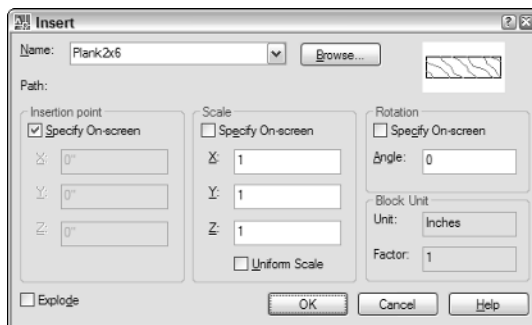 Insert
Name: Plank2x6 Browse...
Path:
Insertion point
Specify On-screen
X: 0"
Y: 0"
Z: 0"
Scale
Specify On-screen
X: 1
Y: 1
Z: 1
Uniform Scale
Rotation
Specify On-screen
Angle: 0
Block Unit
Unit: Inches
Factor: 1
Explode OK Cancel Help